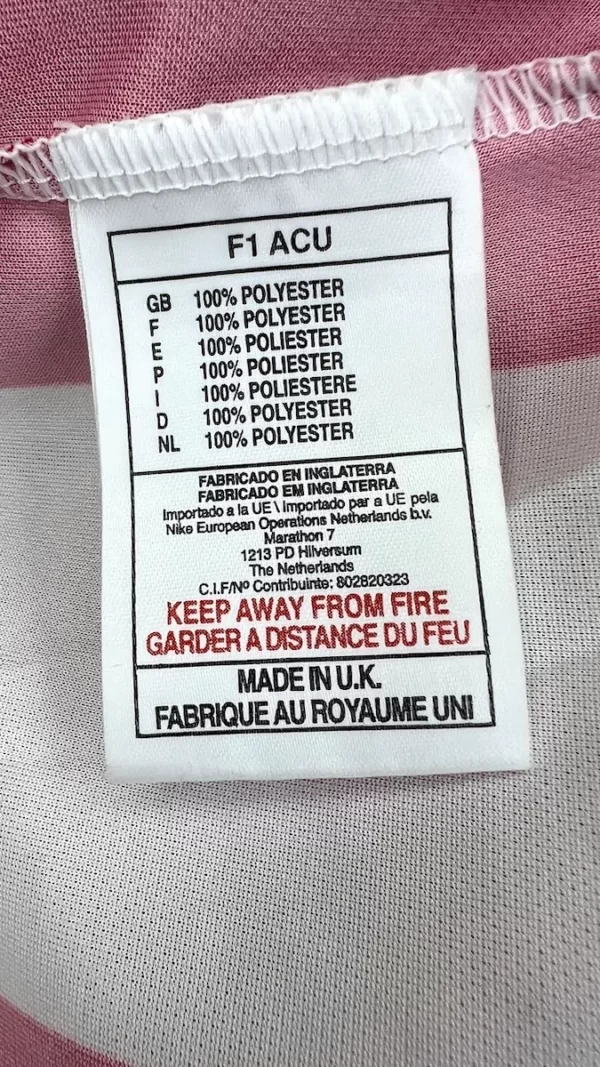 F1 ACU
GB 100% POLYESTER
F 100% POLYESTER
E 100% POLIESTER
P 100% POLIESTER
I 100% POLIESTERE
D 100% POLYESTER
NL 100% POLYESTER
FABRICADO EN INGLATERRA
FABRICADO EM INGLATERRA
Importado a la UE \ Importado par a UE pela
Nike European Operations Netherlands b.v.
Marathon 7
1213 PD Hilversum
The Netherlands
C.I.F/Nº Contribuinte: 802820323
KEEP AWAY FROM FIRE
GARDER A DISTANCE DU FEU
MADE IN U.K.
FABRIQUE AU ROYAUME UNI